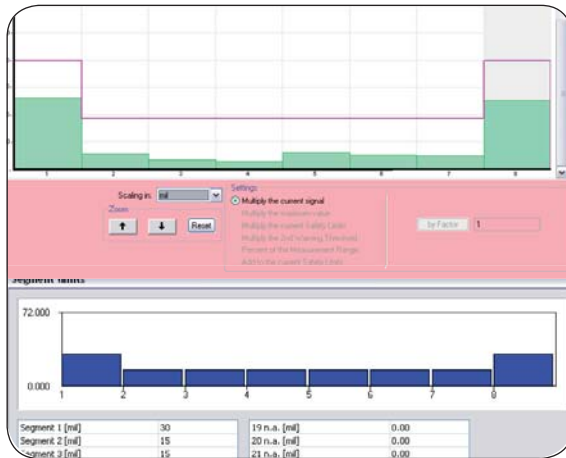 1 2 3 4 5 6 7 8
Scaling in: mil
Zoom
Reset
Settings
Multiply the current signal
Multiply the maximum value
Multiply the current Safety Limits
Multiply the 2nd Warning Threshold
Percent of the Measurement Range
Add to the current Safety Limits
by Factor 1
Segment limits
72.000
0.000
1 2 3 4 5 6 7 8
Segment 1 [mil] 30 19 n.a. [mil] 0.00
Segment 2 [mil] 15 20 n.a. [mil] 0.00
Segment 3 [mil] 15 21 n.a. [mil] 0.00